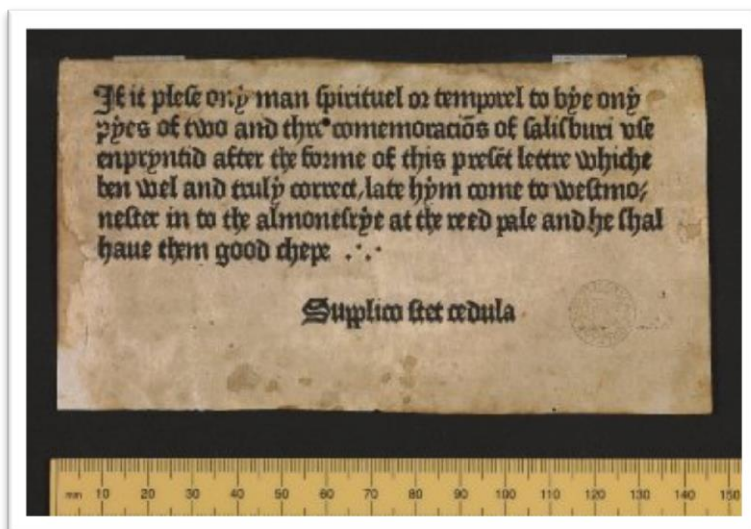 If it plese ony man spirituel or temporel to bye ony
pyes of two and thre comemoraciōs of salisburi vse
enpryntid after the forme of this presēt lettre whiche
ben wel and truly correct, late hym come to westmo/
nester in to the almonesrye at the reed pale and he shal
haue them good chepe .·.
Supplico stet cedula
mm 10 20 30 40 50 60 70 80 90 100 110 120 130 140 150